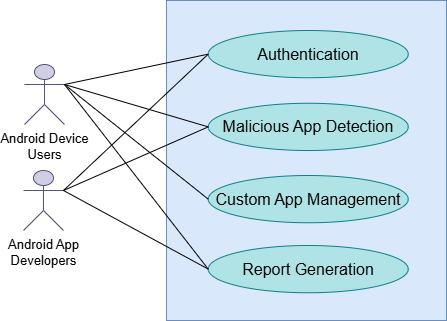 Authentication
Android Device
Users
Malicious App Detection
Custom App Management
Android App
Developers
Report Generation